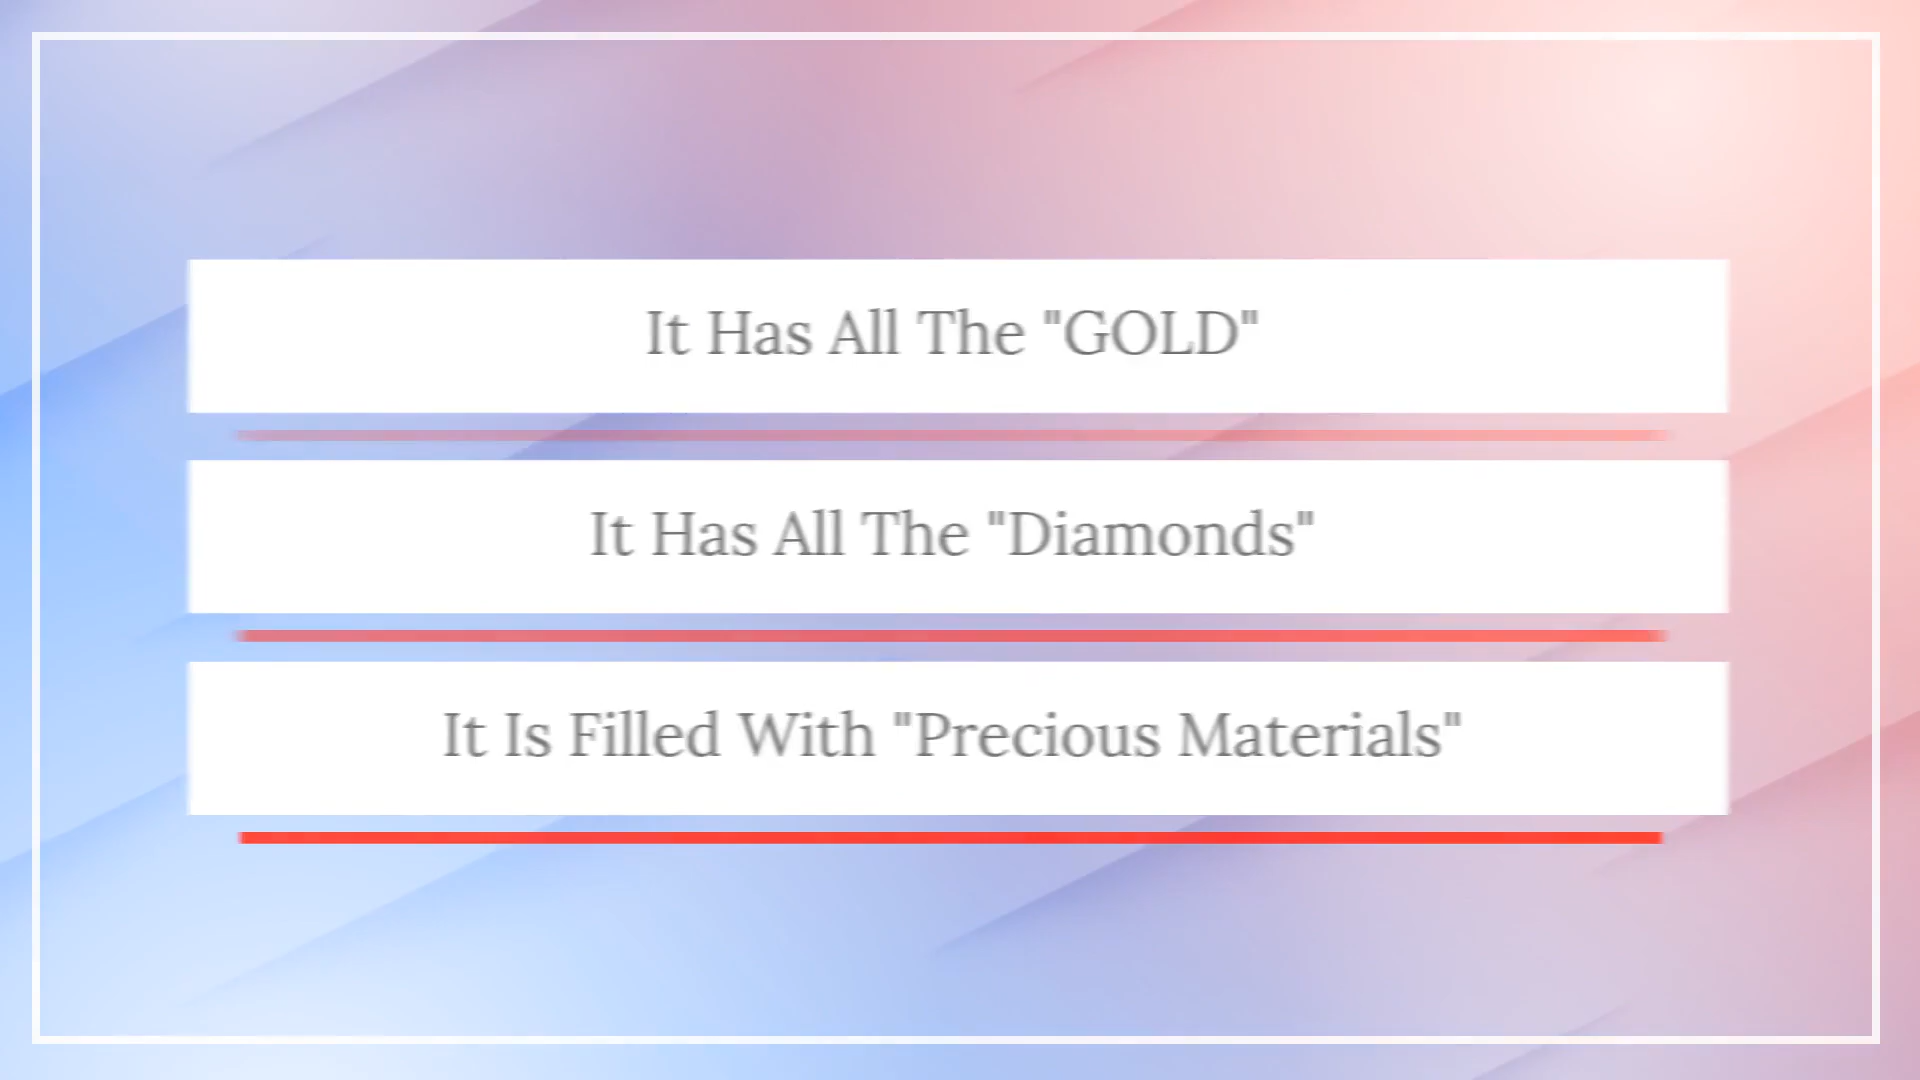 It Has All The "GOLD"
It Has All The "Diamonds"
It Is Filled With "Precious Materials"